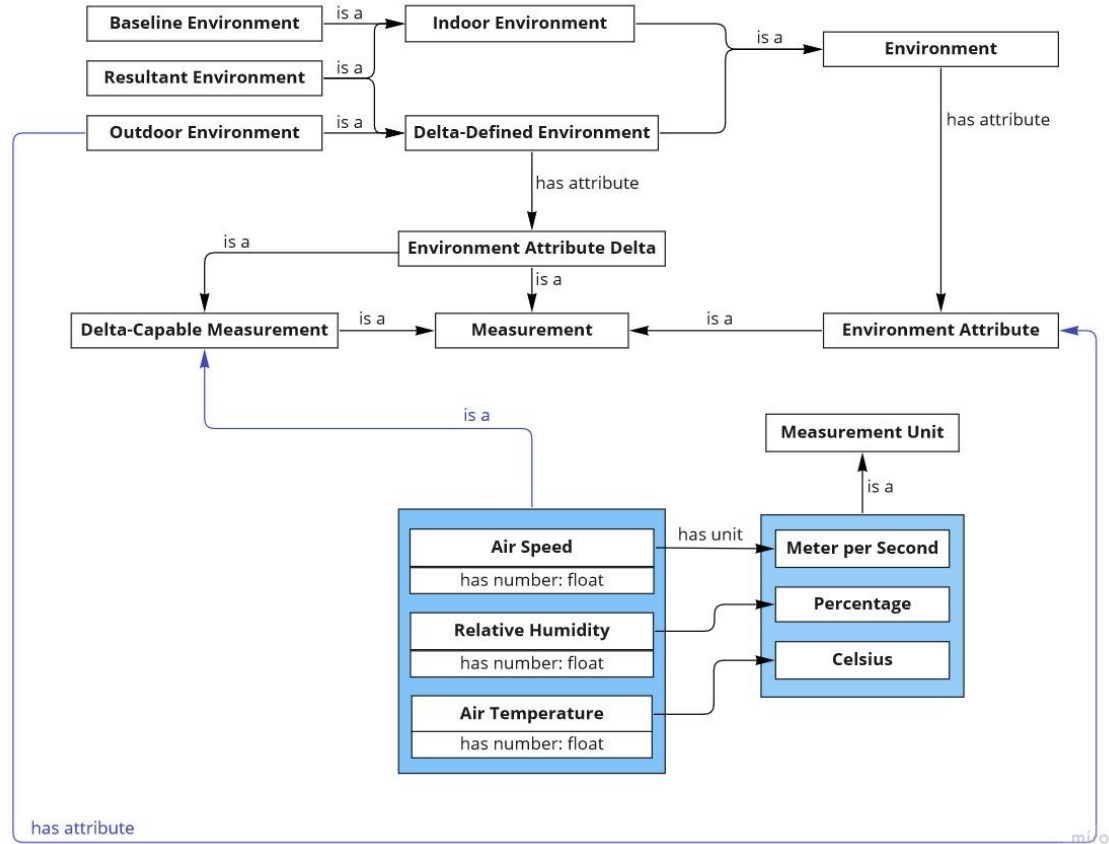 Baseline Environment
is a
Indoor Environment
is a
Environment
Resultant Environment
is a
Outdoor Environment
is a
Delta-Defined Environment
has attribute
has attribute
is a
Environment Attribute Delta
is a
Delta-Capable Measurement
is a
Measurement
is a
Environment Attribute
is a
Measurement Unit
is a
Air Speed
has number: float
has unit
Meter per Second
Relative Humidity
has number: float
Percentage
Air Temperature
has number: float
Celsius
has attribute
miro